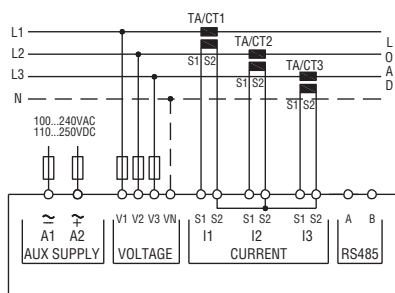 TA/CT1
L1
TA/CT2
L2
S1 S2
L3
TA/CT3
S1 S2
N
S1 S2
LOAD
100...240VAC
110...250VDC
A1 A2
V1 V2 V3 VN
S1 S2 S1 S2 S1 S2
A B
I1 I2 I3
AUX SUPPLY
VOLTAGE
CURRENT
RS485